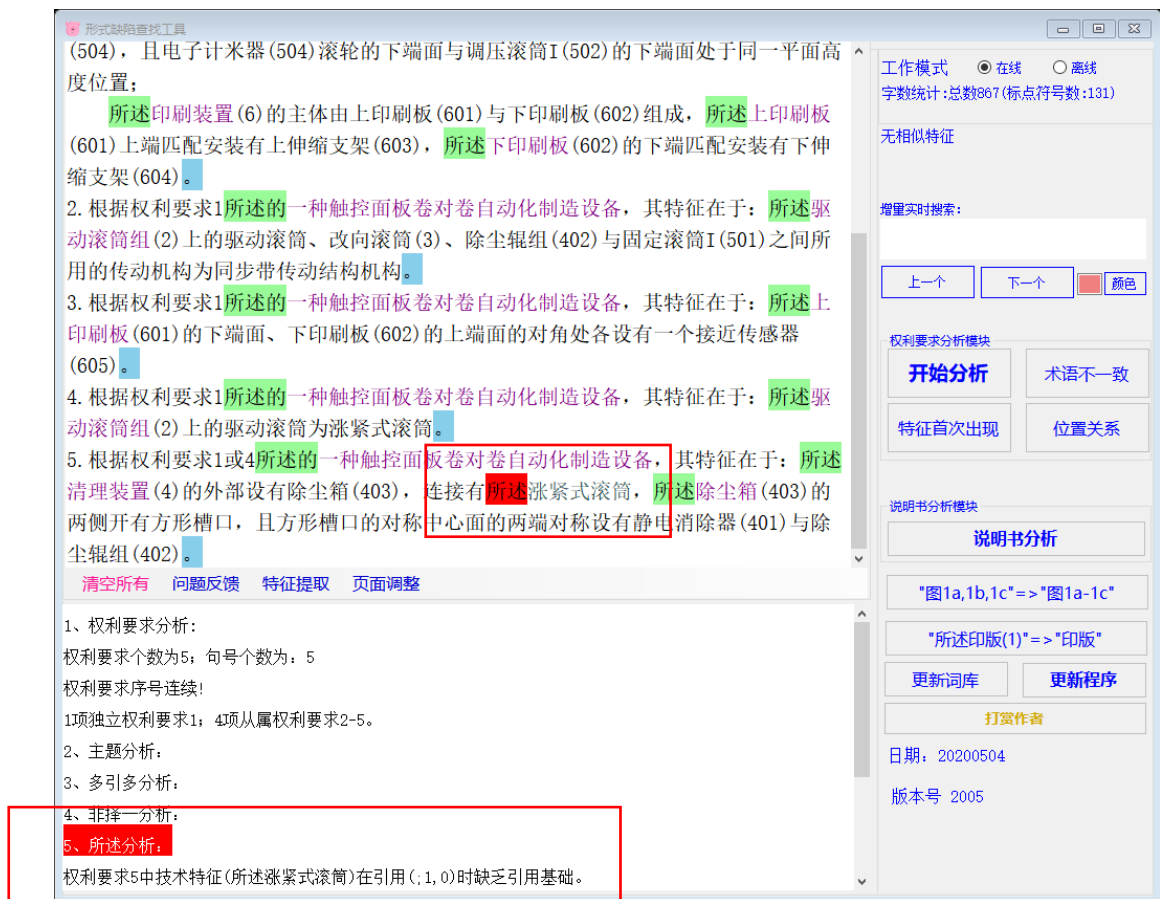 形式缺陷查找工具
(504)，且电子计米器(504)滚轮的下端面与调压滚筒I(502)的下端面处于同一平面高
度位置；
所述印刷装置(6)的主体由上印刷板(601)与下印刷板(602)组成，所述上印刷板
(601)上端匹配安装有上伸缩支架(603)，所述下印刷板(602)的下端匹配安装有下伸
缩支架(604)。
2.根据权利要求1所述的一种触控面板卷对卷自动化制造设备，其特征在于：所述驱
动滚筒组(2)上的驱动滚筒、改向滚筒(3)、除尘辊组(402)与固定滚筒I(501)之间所
用的传动机构为同步带传动结构机构。
3.根据权利要求1所述的一种触控面板卷对卷自动化制造设备，其特征在于：所述上
印刷板(601)的下端面、下印刷板(602)的上端面的对角处各设有一个接近传感器
(605)。
4.根据权利要求1所述的一种触控面板卷对卷自动化制造设备，其特征在于：所述驱
动滚筒组(2)上的驱动滚筒为涨紧式滚筒。
5.根据权利要求1或4所述的一种触控面板卷对卷自动化制造设备，其特征在于：所述
清理装置(4)的外部设有除尘箱(403)，连接有所述涨紧式滚筒，所述除尘箱(403)的
两侧开有方形槽口，且方形槽口的对称中心面的两端对称设有静电消除器(401)与除
尘辊组(402)。
清空所有 问题反馈 特征提取 页面调整
1、权利要求分析：
权利要求个数为5；句号个数为：5
权利要求序号连续！
1项独立权利要求1；4项从属权利要求2-5。
2、主题分析：
3、多引多分析：
4、非择一分析：
5、所述分析：
权利要求5中技术特征(所述涨紧式滚筒)在引用(;1,0)时缺乏引用基础。
工作模式 在线 离线
字数统计:总数867(标点符号数:131)
无相似特征
增量实时搜索：
上一个 下一个 颜色
权利要求分析模块
开始分析 术语不一致
特征首次出现 位置关系
说明书分析模块
说明书分析
"图1a,1b,1c"=>"图1a-1c"
"所述印版(1)"=>"印版"
更新词库 更新程序
打赏作者
日期：20200504
版本号 2005